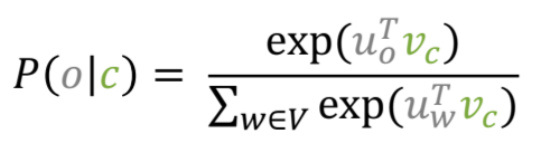 P(o|c) = exp(u_o^T v_c) / ∑_{w∈V} exp(u_w^T v_c)